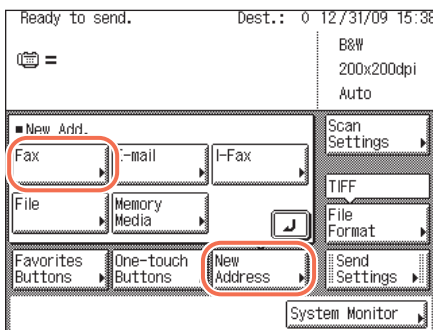 Ready to send. Dest.: 0 12/31/09 15:38
B&W
=
200x200dpi
Auto
■New Add.
Scan
Settings
Fax E-mail I-Fax
TIFF
File Memory
Media
File
Format
Favorites
Buttons
One-touch
Buttons
New
Address
Send
Settings
System Monitor